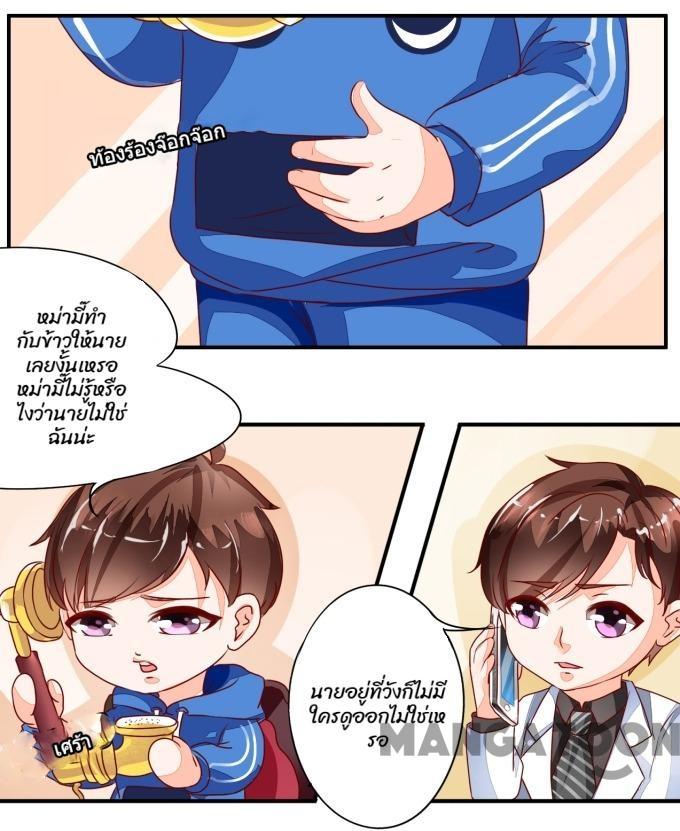 ท้องร้องจ๊อกจ๊อก
หม่ามี๊ทำ
กับข้าวให้นาย
เลยงั้นเหรอ
หม่ามี๊ไม่รู้หรือ
ไงว่านายไม่ใช่
ฉันน่ะ
เศร้า
นายอยู่ที่วังก็ไม่มี
ใครดูออกไม่ใช่เห
รอ
MANGATOON